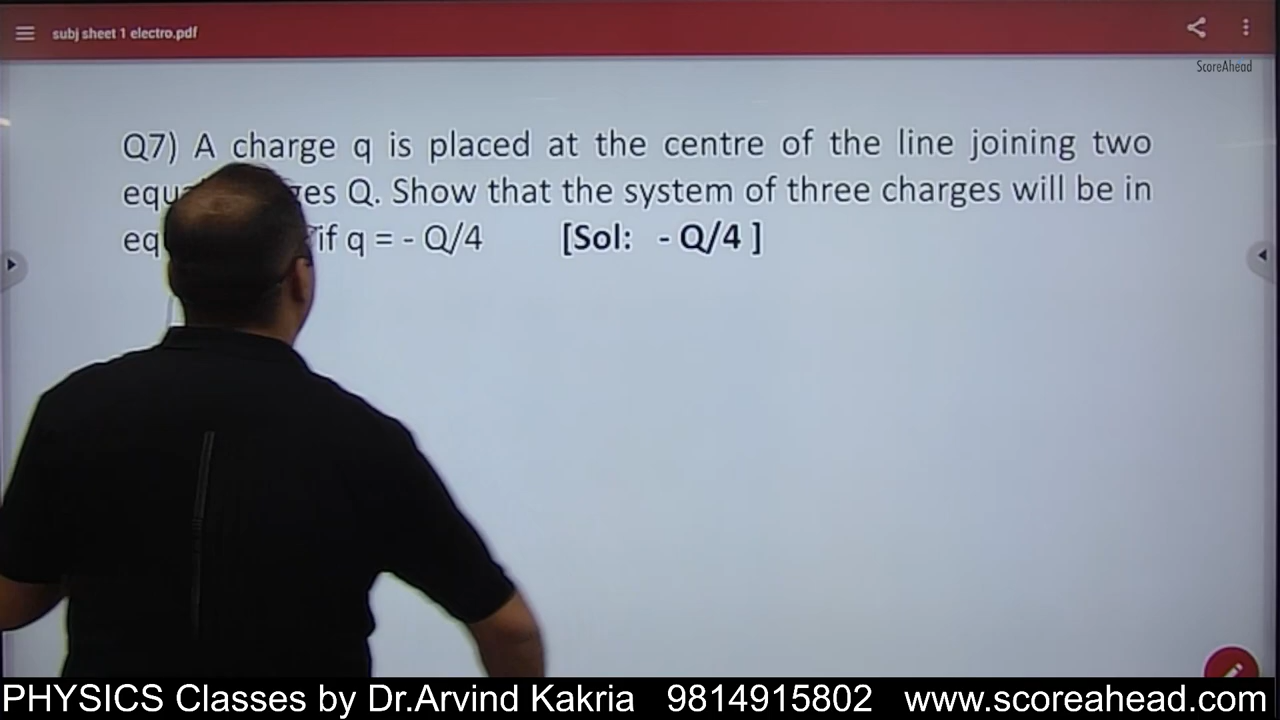 subj sheet 1 electro.pdf
ScoreAhead
Q7) A charge q is placed at the centre of the line joining two
Q. Show that the system of three charges will be in
if q = - Q/4 [Sol: - Q/4 ]
PHYSICS Classes by Dr.Arvind Kakria 9814915802 www.scoreahead.com